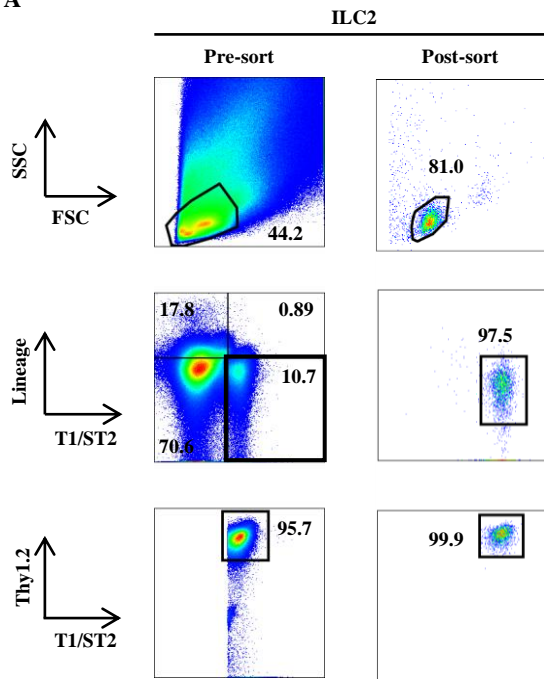 A
ILC2
Pre-sort Post-sort
SSC
FSC
44.2
81.0
Lineage
T1/ST2
17.8 0.89
10.7
70.6
97.5
Thy1.2
T1/ST2
95.7
99.9